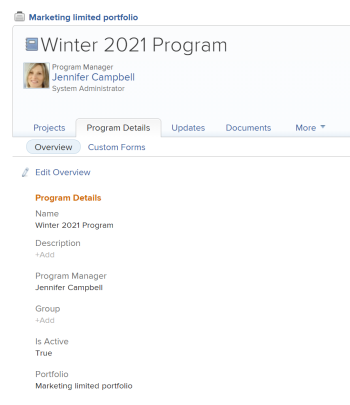 Marketing limited portfolio
Winter 2021 Program
Program Manager
Jennifer Campbell
System Administrator
Projects Program Details Updates Documents More
Overview Custom Forms
Edit Overview
Program Details
Name
Winter 2021 Program
Description
+Add
Program Manager
Jennifer Campbell
Group
+Add
Is Active
True
Portfolio
Marketing limited portfolio